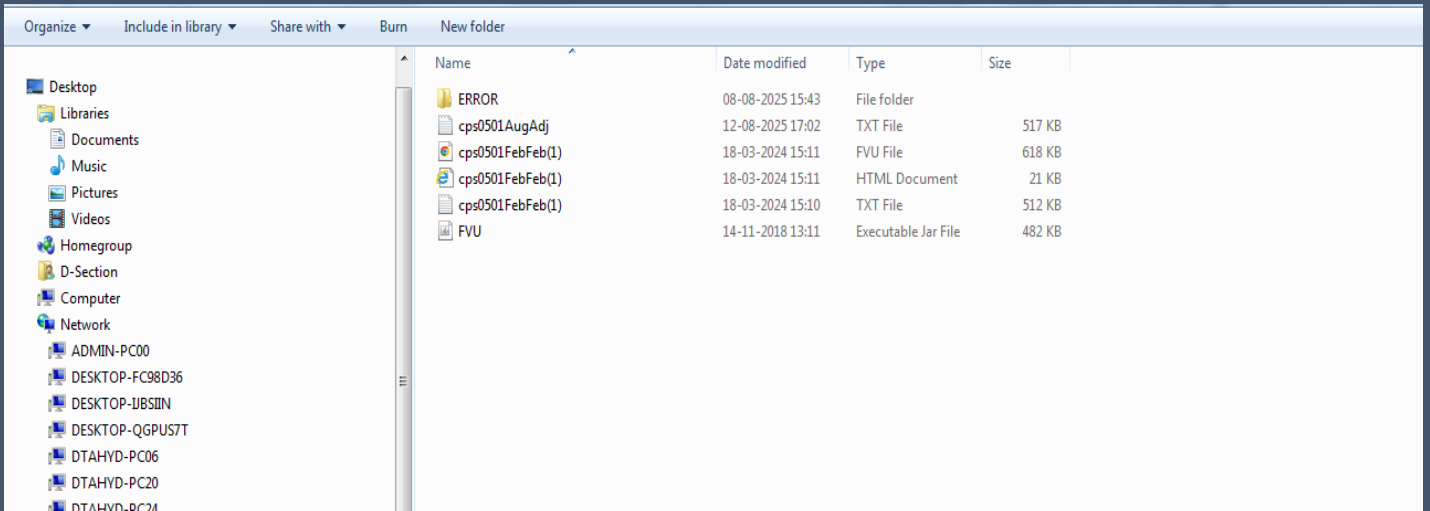 Organize Include in library Share with Burn New folder
Name Date modified Type Size
Desktop
Libraries
Documents
Music
Pictures
Videos
Homegroup
D-Section
Computer
Network
ADMIN-PC00
DESKTOP-FC98D36
DESKTOP-IJBSIIN
DESKTOP-QGPUS7T
DTAHYD-PC06
DTAHYD-PC20
DTAHYD-PC24
ERROR 08-08-2025 15:43 File folder
cps0501AugAdj 12-08-2025 17:02 TXT File 517 KB
cps0501FebFeb(1) 18-03-2024 15:11 FVU File 618 KB
cps0501FebFeb(1) 18-03-2024 15:11 HTML Document 21 KB
cps0501FebFeb(1) 18-03-2024 15:10 TXT File 512 KB
FVU 14-11-2018 13:11 Executable Jar File 482 KB